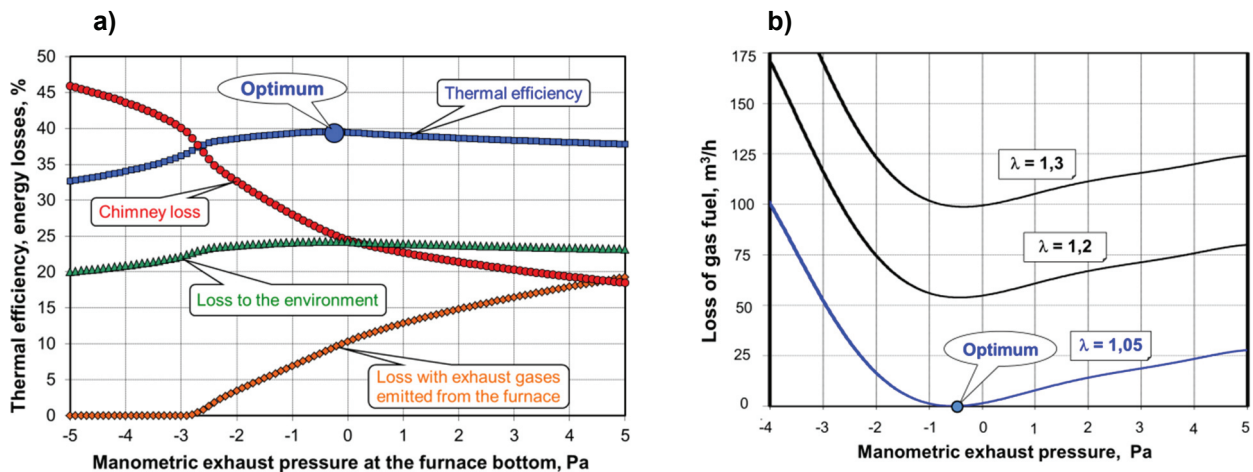 a)
Thermal efficiency, energy losses, %
50
45
40
35
30
25
20
15
10
5
0
Optimum
Thermal efficiency
Chimney loss
Loss to the environment
Loss with exhaust gases
emitted from the furnace
-5 -4 -3 -2 -1 0 1 2 3 4 5
Manometric exhaust pressure at the furnace bottom, Pa
b)
Loss of gas fuel, m³/h
175
150
125
100
75
50
25
0
λ = 1,3
λ = 1,2
Optimum
λ = 1,05
-4 -3 -2 -1 0 1 2 3 4 5
Manometric exhaust pressure, Pa